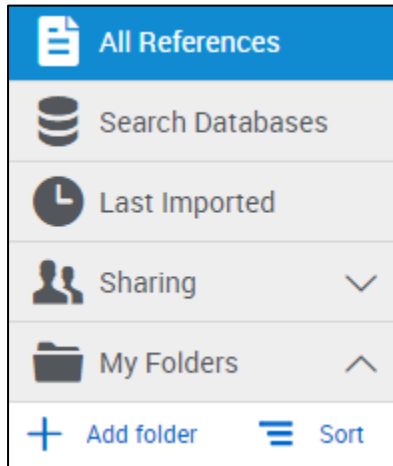 All References
Search Databases
Last Imported
Sharing
My Folders
Add folder Sort